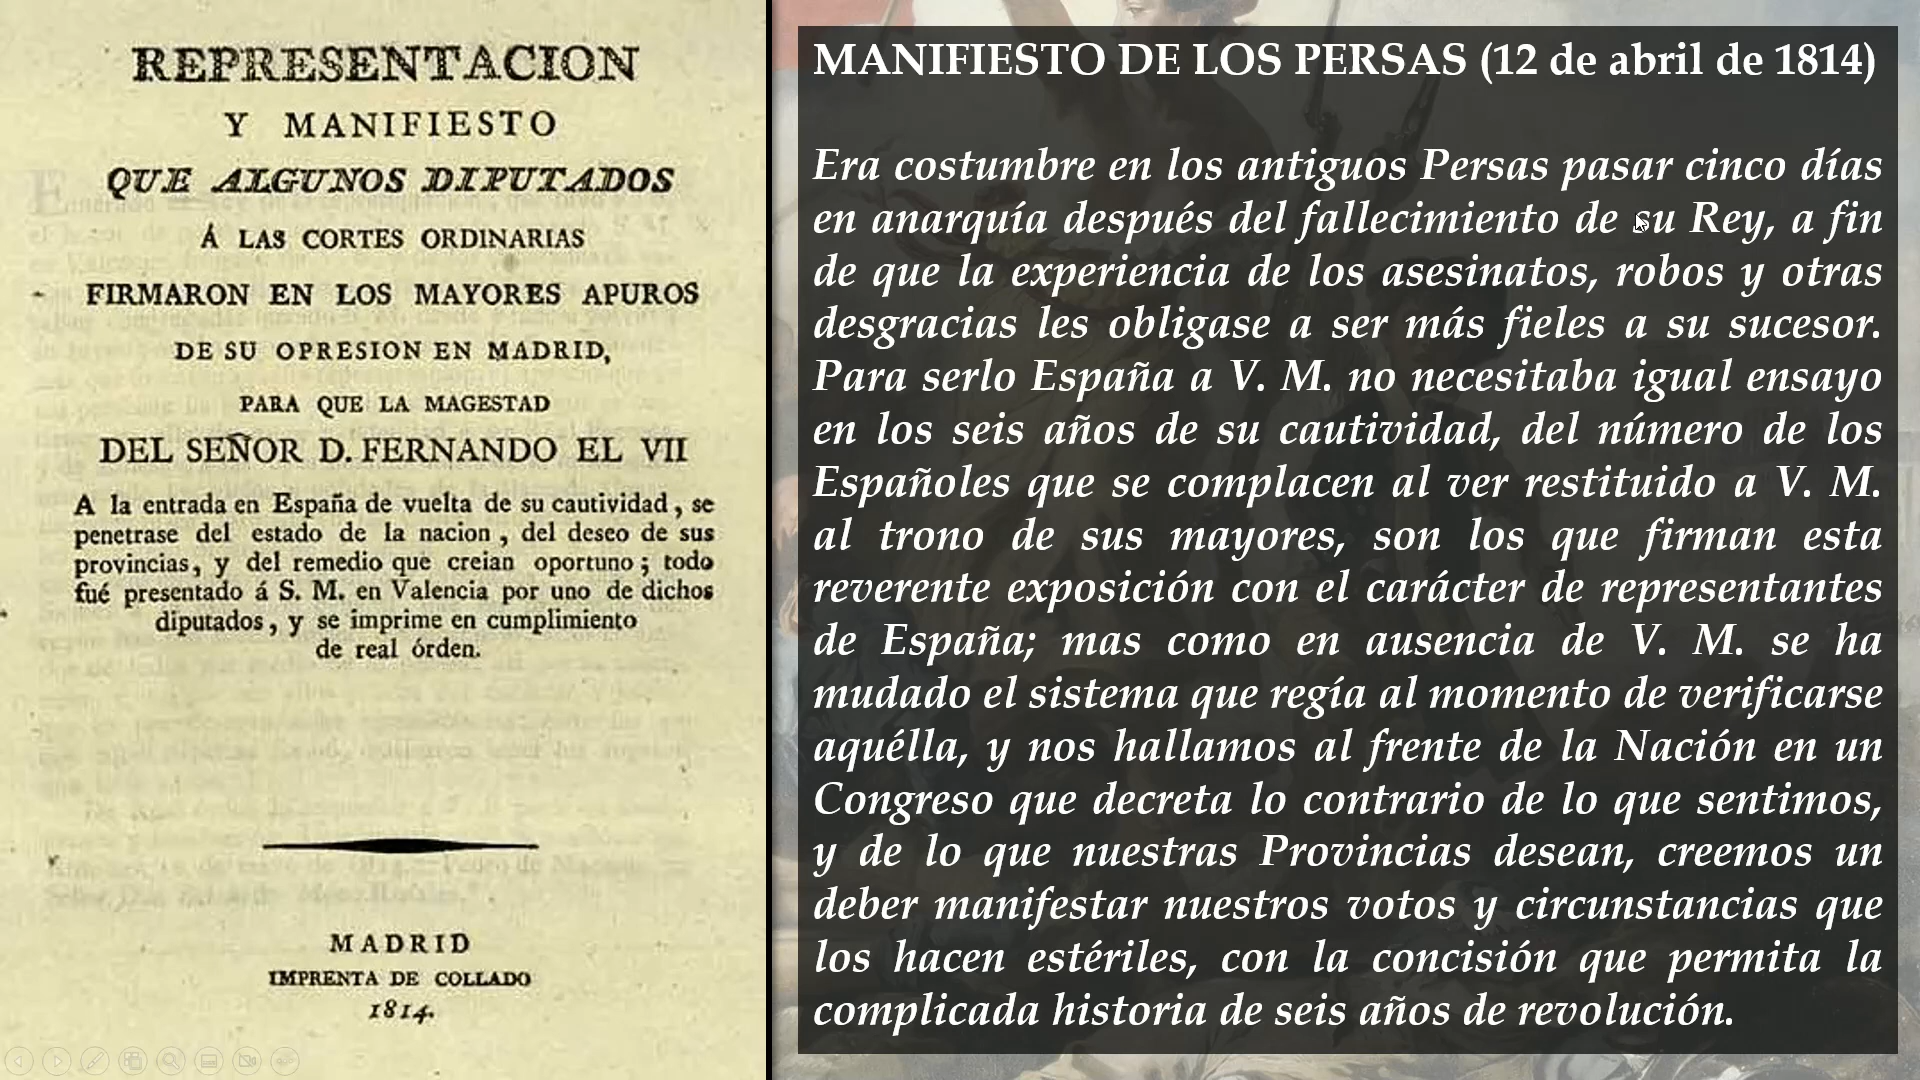 REPRESENTACION
Y MANIFIESTO
QUE ALGUNOS DIPUTADOS
Á LAS CORTES ORDINARIAS
FIRMARON EN LOS MAYORES APUROS
DE SU OPRESION EN MADRID,
PARA QUE LA MAGESTAD
DEL SEÑOR D. FERNANDO EL VII
A la entrada en España de vuelta de su cautividad, se
penetrase del estado de la nacion, del deseo de sus
provincias, y del remedio que creian oportuno; todo
fué presentado á S. M. en Valencia por uno de dichos
diputados, y se imprime en cumplimiento
de real órden.
MADRID
IMPRENTA DE COLLADO
1814.
MANIFIESTO DE LOS PERSAS (12 de abril de 1814)
Era costumbre en los antiguos Persas pasar cinco días
en anarquía después del fallecimiento de su Rey, a fin
de que la experiencia de los asesinatos, robos y otras
desgracias les obligase a ser más fieles a su sucesor.
Para serlo España a V. M. no necesitaba igual ensayo
en los seis años de su cautividad, del número de los
Españoles que se complacen al ver restituido a V. M.
al trono de sus mayores, son los que firman esta
reverente exposición con el carácter de representantes
de España; mas como en ausencia de V. M. se ha
mudado el sistema que regía al momento de verificarse
aquélla, y nos hallamos al frente de la Nación en un
Congreso que decreta lo contrario de lo que sentimos,
y de lo que nuestras Provincias desean, creemos un
deber manifestar nuestros votos y circunstancias que
los hacen estériles, con la concisión que permita la
complicada historia de seis años de revolución.